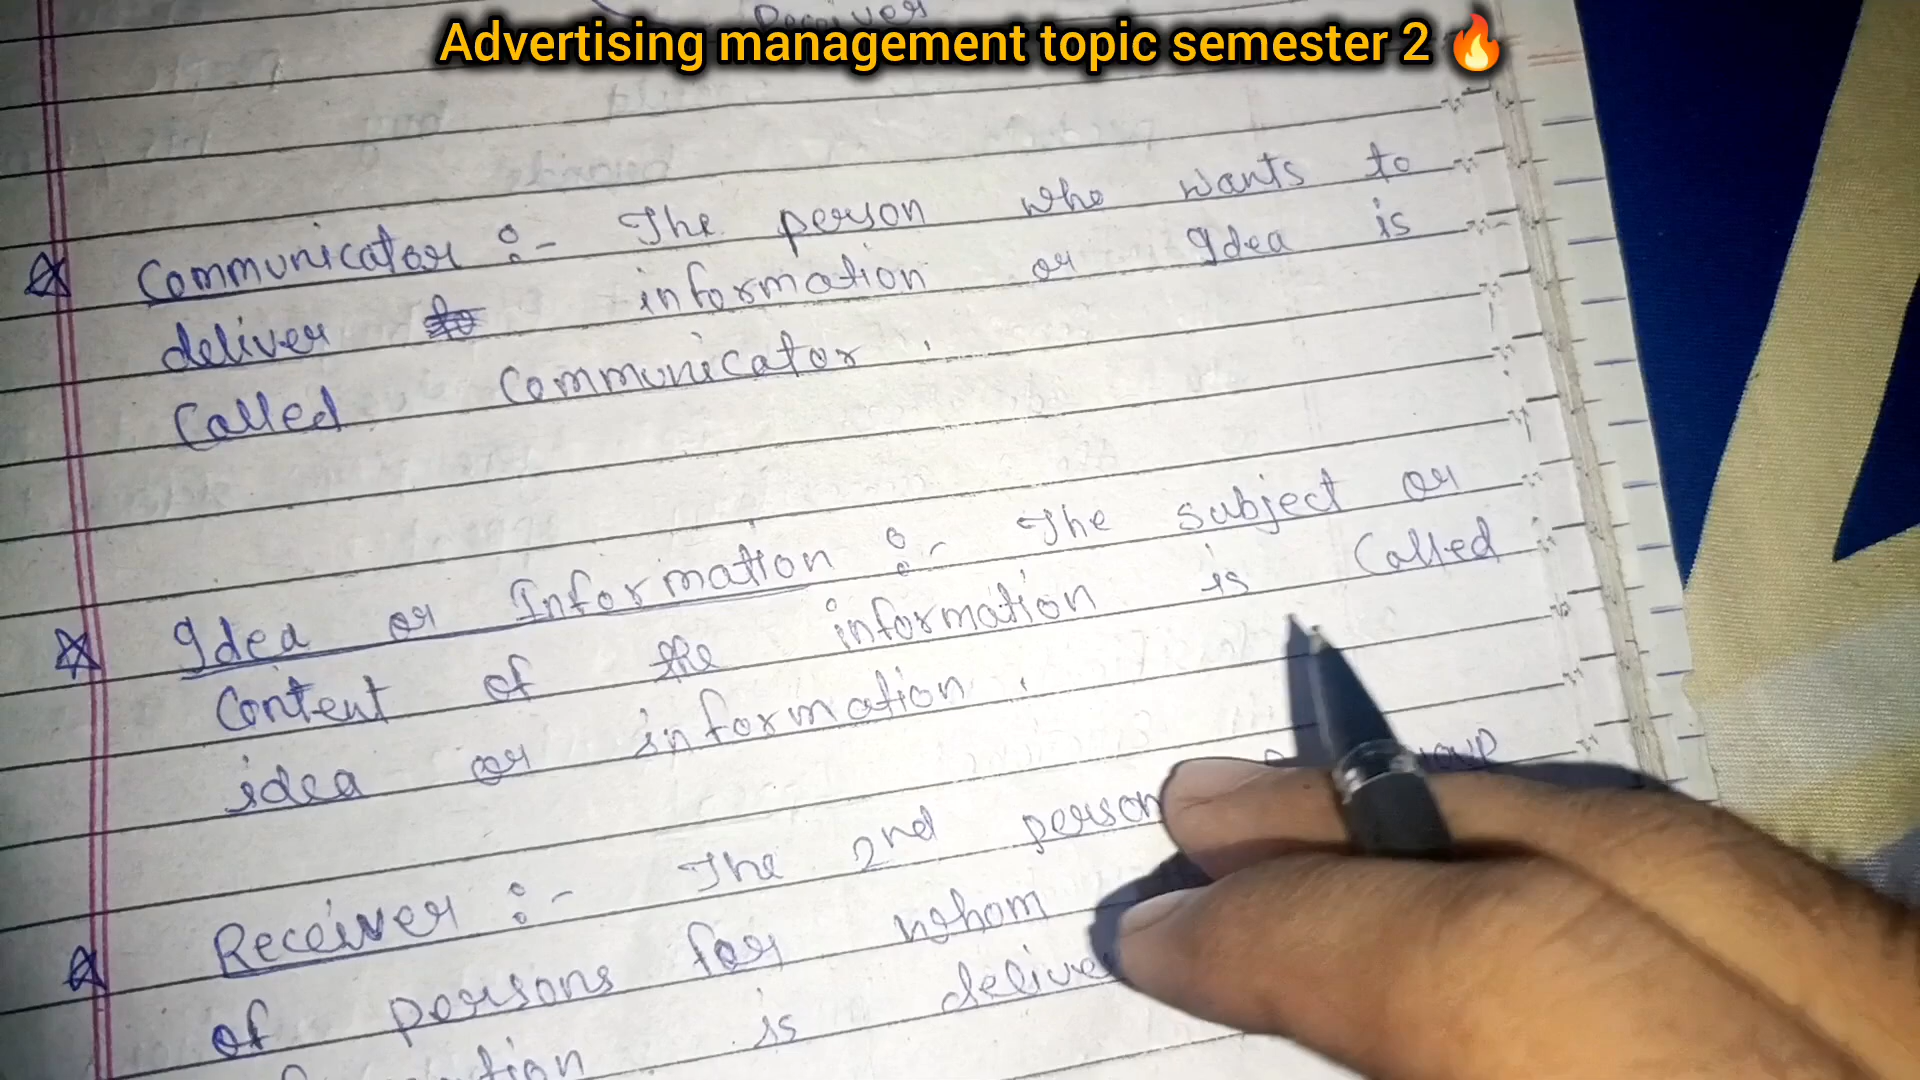 Receiver
Advertising management topic semester 2 🔥
Communicator :- The person who wants to
deliver information or Idea is
Called Communicator.
Idea or Information :- The subject or
Content of the information is Called
idea or information.
Receiver :- The 2nd person
of persons for whom
is